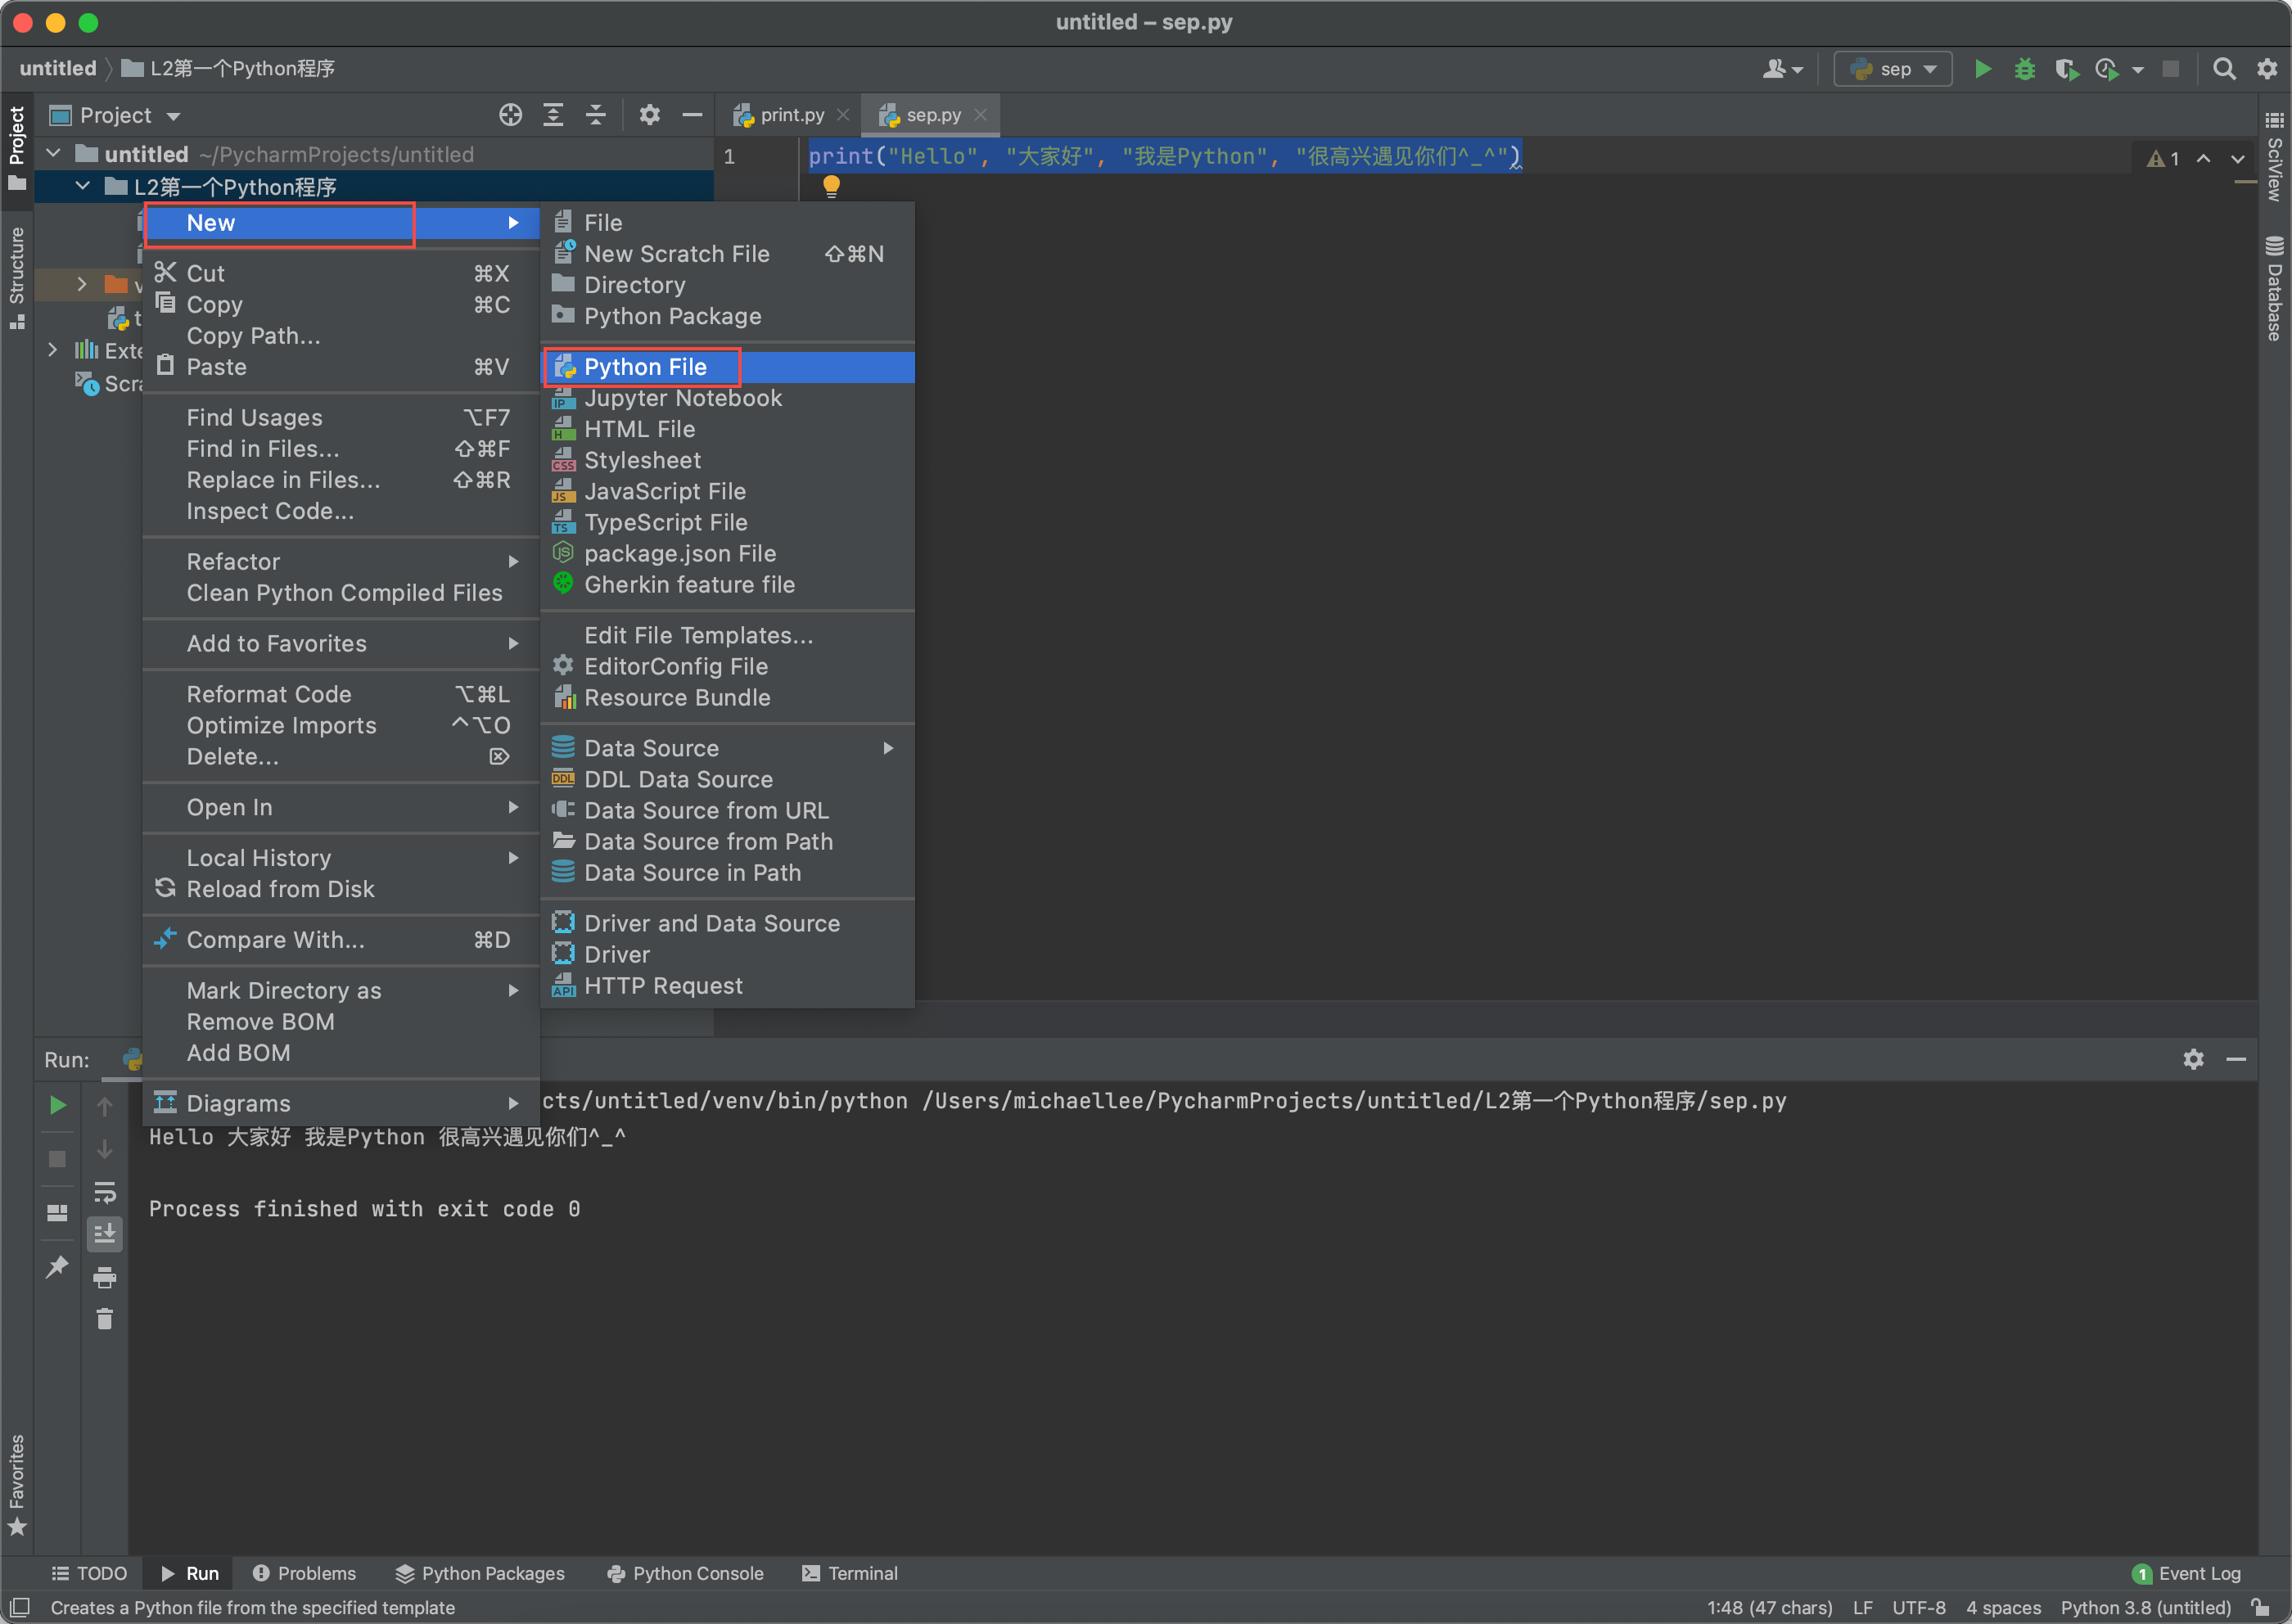 untitled – sep.py
untitled L2第一个Python程序
sep
Project
print.py
sep.py
Project
untitled ~/PycharmProjects/untitled
L2第一个Python程序
1
print("Hello", "大家好", "我是Python", "很高兴遇见你们^_^")
1
SciView
Database
Structure
Favorites
New
Cut ⌘X
Copy ⌘C
Copy Path...
Paste ⌘V
Find Usages ⌥F7
Find in Files... ⇧⌘F
Replace in Files... ⇧⌘R
Inspect Code...
Refactor
Clean Python Compiled Files
Add to Favorites
Reformat Code ⌥⌘L
Optimize Imports ^⌥O
Delete... ⌦
Open In
Local History
Reload from Disk
Compare With... ⌘D
Mark Directory as
Remove BOM
Add BOM
Diagrams
File
New Scratch File ⇧⌘N
Directory
Python Package
Python File
Jupyter Notebook
HTML File
Stylesheet
JavaScript File
TypeScript File
package.json File
Gherkin feature file
Edit File Templates...
EditorConfig File
Resource Bundle
Data Source
DDL Data Source
Data Source from URL
Data Source from Path
Data Source in Path
Driver and Data Source
Driver
HTTP Request
Run:
cts/untitled/venv/bin/python /Users/michaellee/PycharmProjects/untitled/L2第一个Python程序/sep.py
Hello 大家好 我是Python 很高兴遇见你们^_^
Process finished with exit code 0
TODO Run Problems Python Packages Python Console Terminal 1 Event Log
Creates a Python file from the specified template 1:48 (47 chars) LF UTF-8 4 spaces Python 3.8 (untitled)